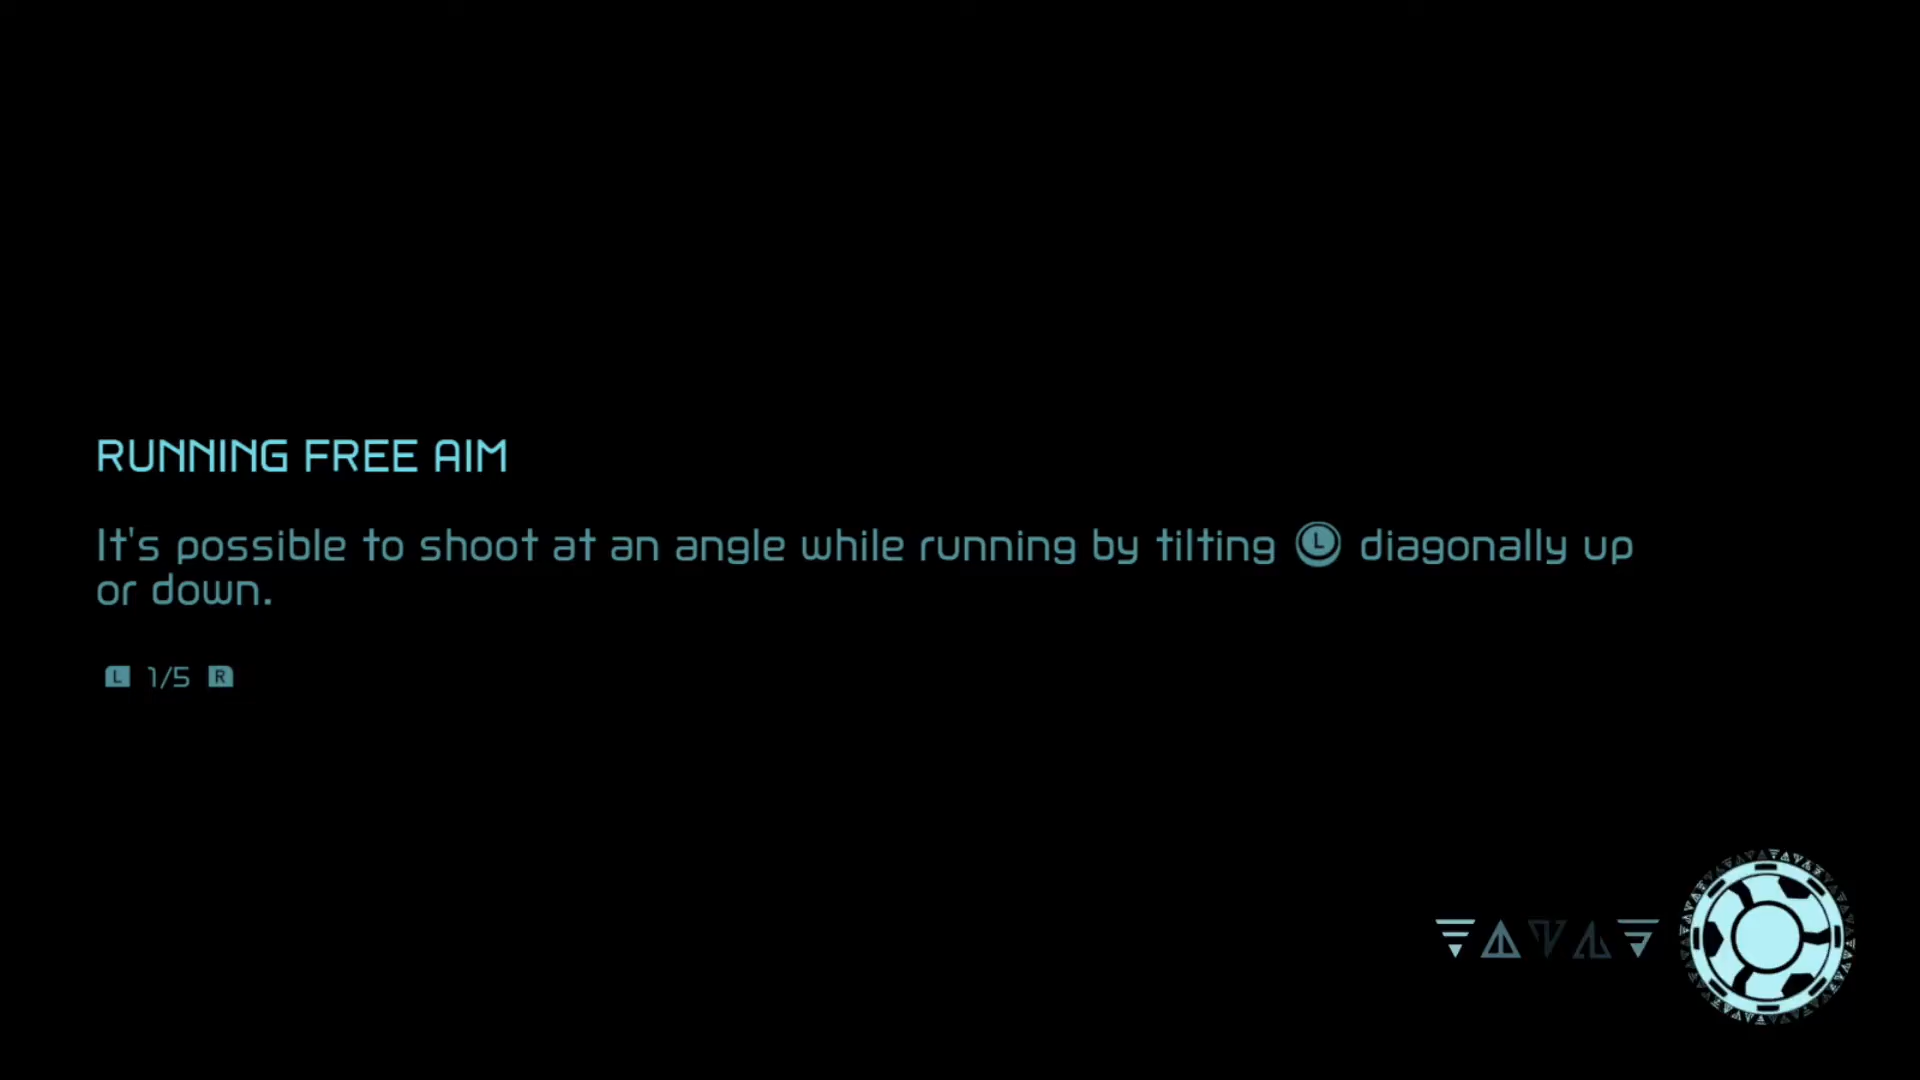 RUNNING FREE AIM
It's possible to shoot at an angle while running by tilting L diagonally up
or down.
L 1/5 R